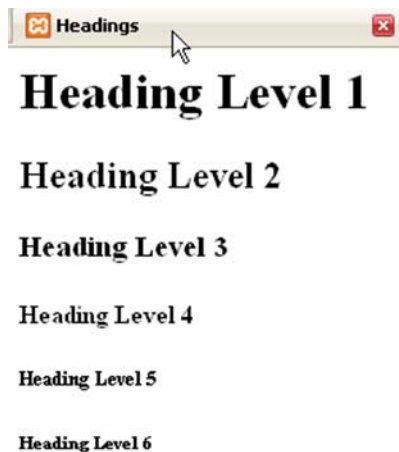 Headings
Heading Level 1
Heading Level 2
Heading Level 3
Heading Level 4
Heading Level 5
Heading Level 6